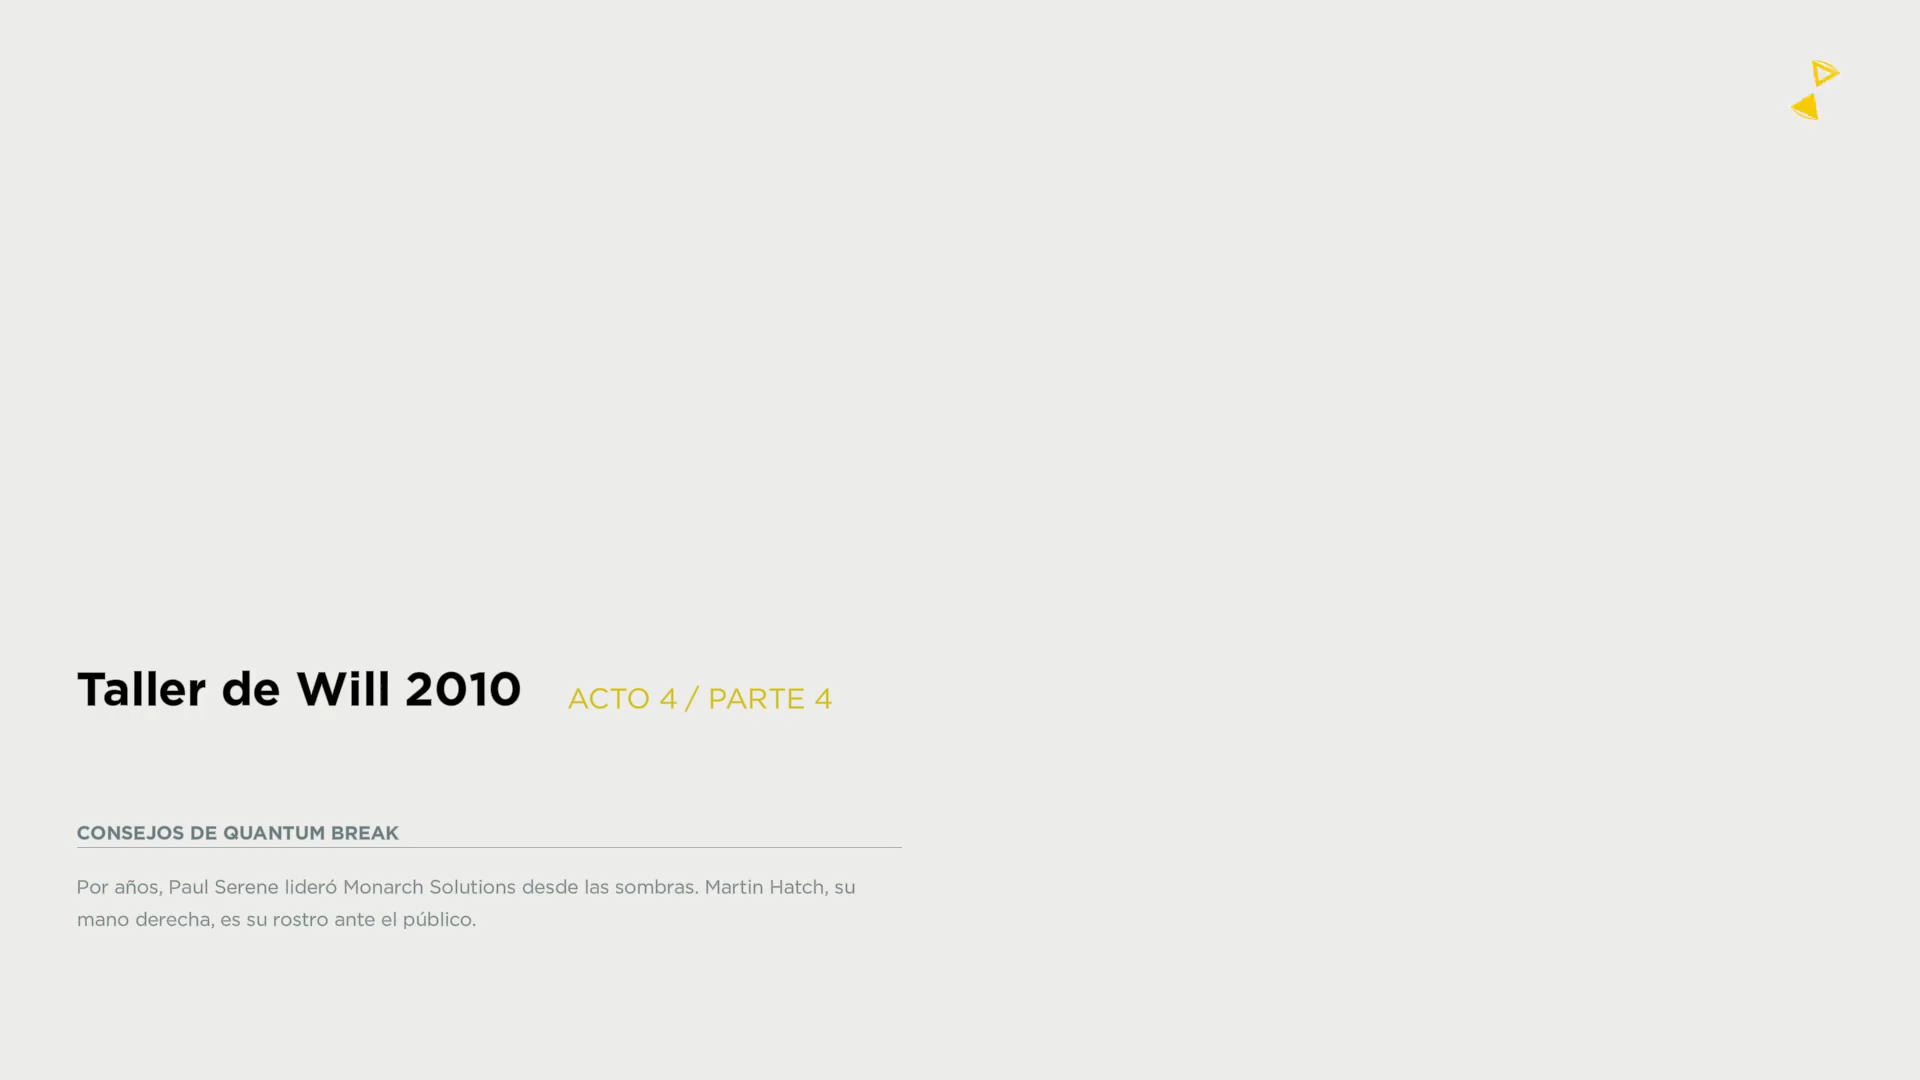 Taller de Will 2010 ACTO 4 / PARTE 4
CONSEJOS DE QUANTUM BREAK
Por años, Paul Serene lideró Monarch Solutions desde las sombras. Martin Hatch, su
mano derecha, es su rostro ante el público.